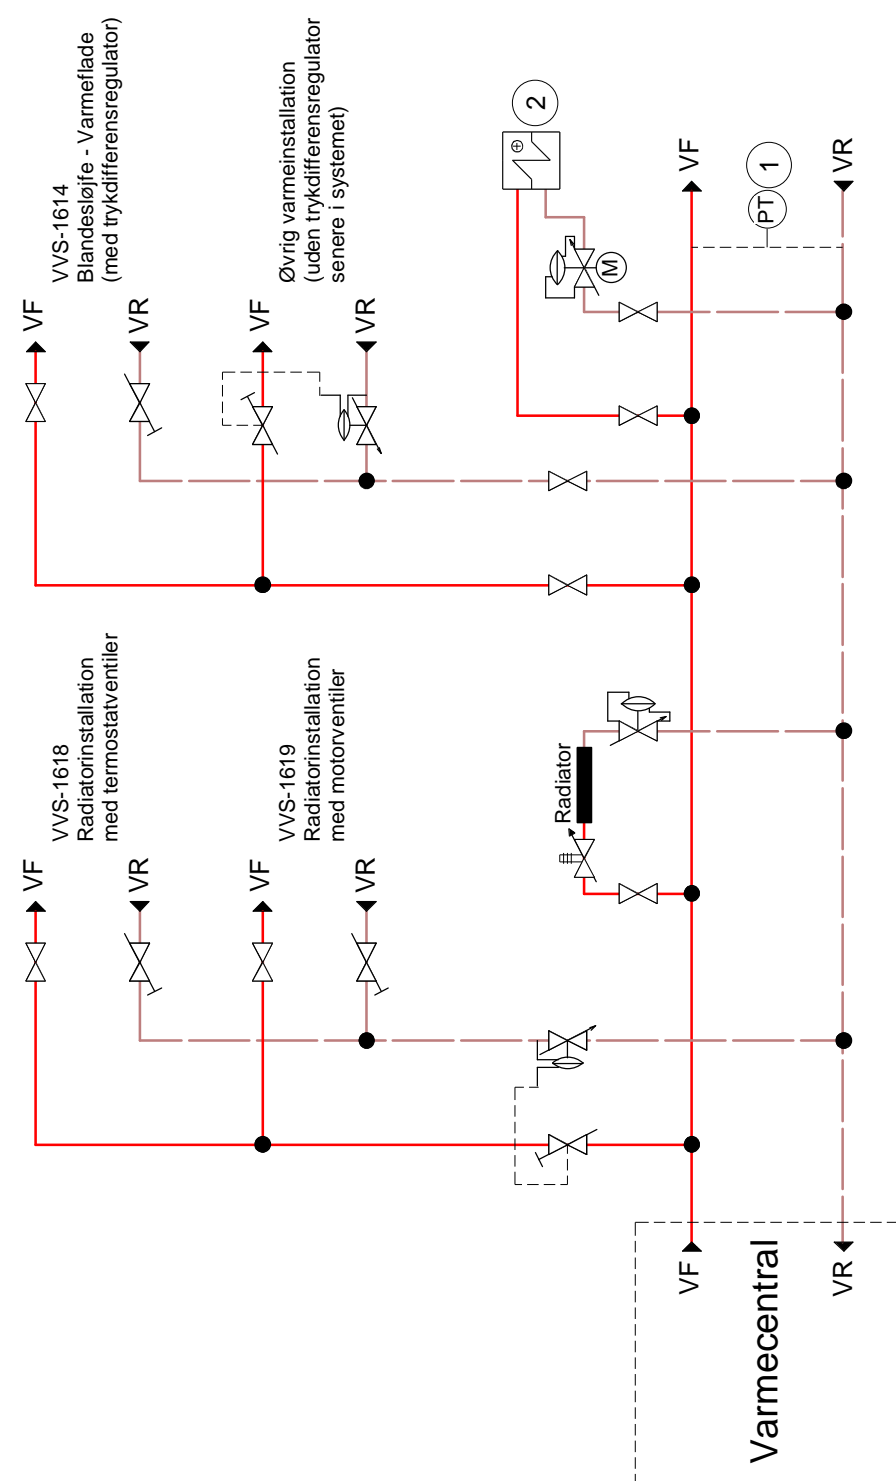 VF
VVS-1618
Radiatorinstallation
med termostatventiler
VR
VF
VVS-1619
Radiatorinstallation
med motorventiler
VR
VF
VVS-1614
Blandesløjfe - Varmeflade
(med trykdifferensregulator)
VR
VF
Øvrig varmeinstallation
(uden trykdifferensregulator
senere i systemet)
VR
Radiator
M
2
VF
PT
1
VR
VF
Varmecentral
VR